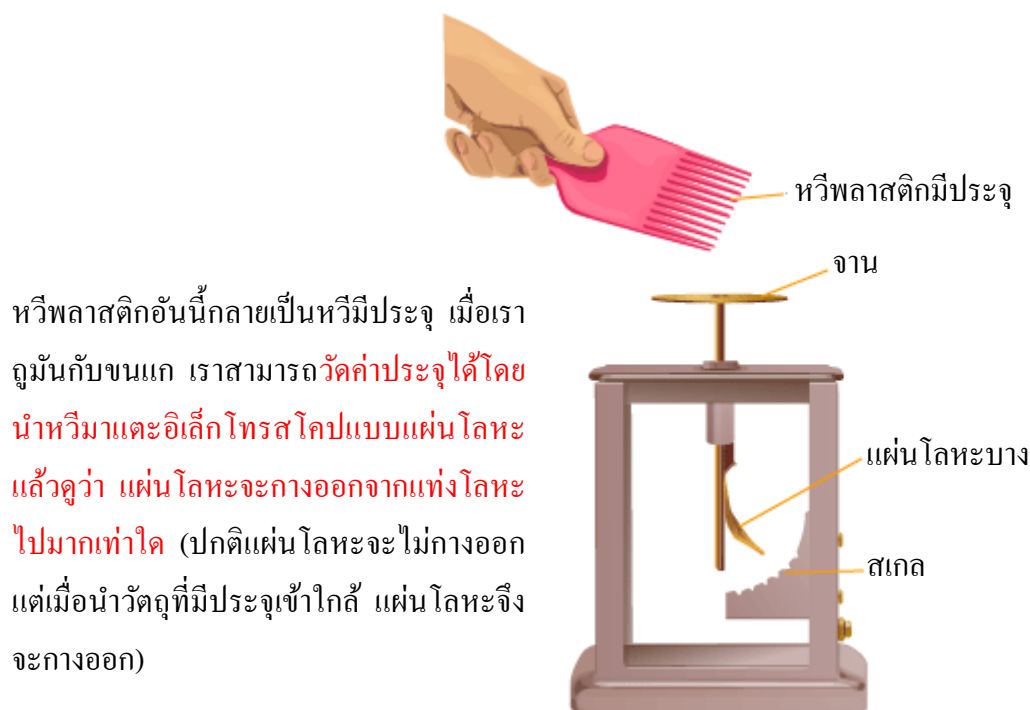 หวีพลาสติกมีประจุ
จาน
หวีพลาสติกอันนี้กลายเป็นหวีมีประจุ เมื่อเรา
ถูมันกับขนแก เราสามารถวัดค่าประจุได้โดย
นำหวีมาแตะอิเล็กโทรสโคปแบบแผ่นโลหะ
แล้วดูว่า แผ่นโลหะจะกางออกจากแท่งโลหะ
ไปมากเท่าใด (ปกติแผ่นโลหะจะไม่กางออก
แต่เมื่อนำวัตถุที่มีประจุเข้าใกล้ แผ่นโลหะจึง
จะกางออก)
แผ่นโลหะบาง
สเกล